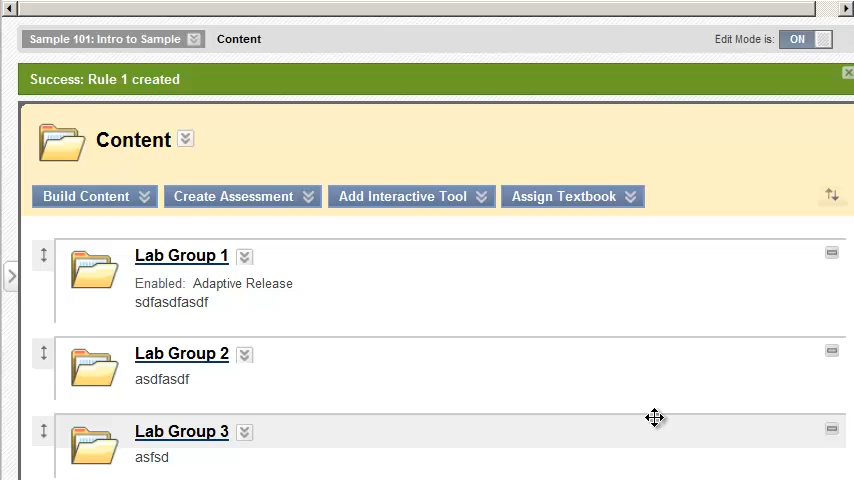 Sample 101: Intro to Sample Content Edit Mode is: ON
Success: Rule 1 created
Content
Build Content Create Assessment Add Interactive Tool Assign Textbook
Lab Group 1
Enabled: Adaptive Release
sdfasdfasdf
Lab Group 2
asdfasdf
Lab Group 3
asfsd